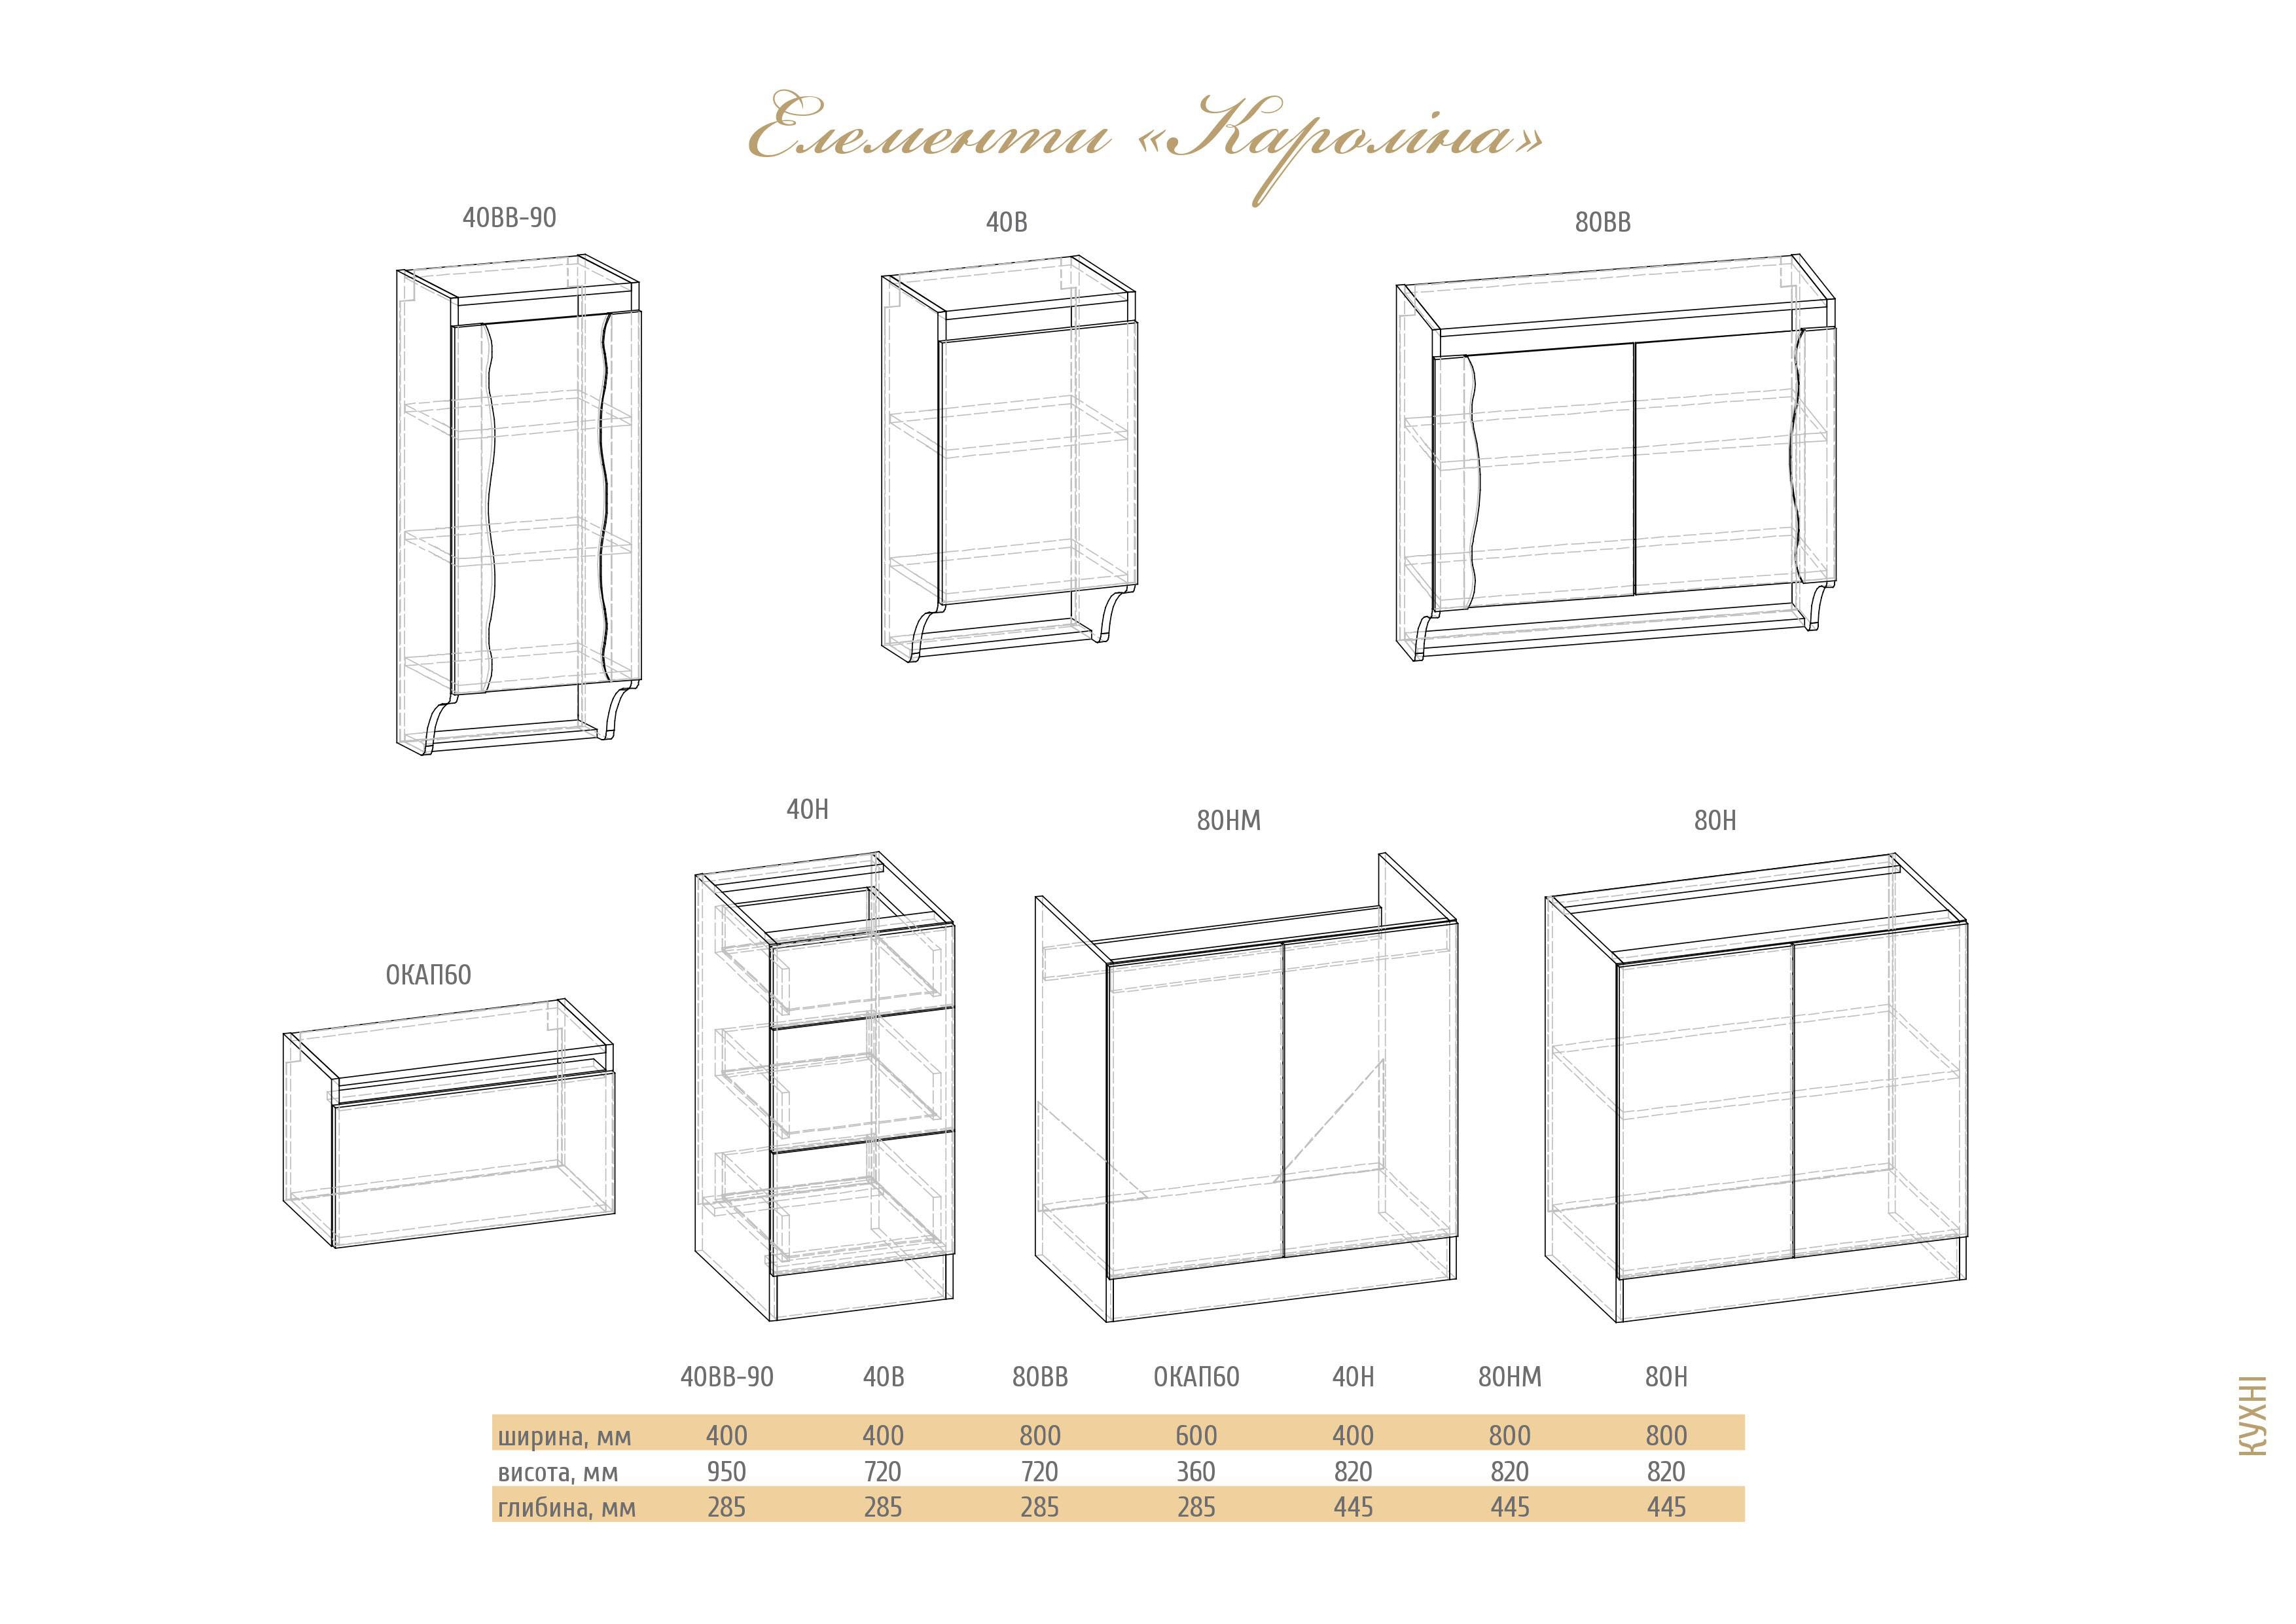 Елементи «Кароліна»
40ВВ-90
40В
80ВВ
40Н
80НМ
80Н
ОКАП60
40ВВ-90 40В 80ВВ ОКАП60 40Н 80НМ 80Н
ширина, мм 400 400 800 600 400 800 800
висота, мм 950 720 720 360 820 820 820
глибина, мм 285 285 285 285 445 445 445
КУХНІ